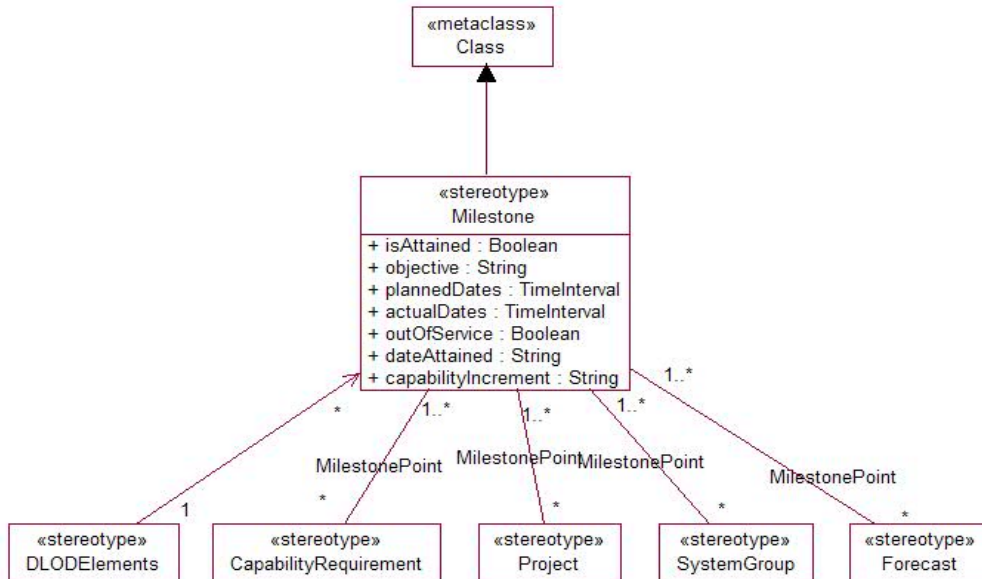 «metaclass»
Class
«stereotype»
Milestone
+ isAttained : Boolean
+ objective : String
+ plannedDates : TimeInterval
+ actualDates : TimeInterval
+ outOfService : Boolean
+ dateAttained : String
+ capabilityIncrement : String
1..*
* 1..* 1..* 1..*
MilestonePoint MilestonePoint MilestonePoint
MilestonePoint
1 * * * *
«stereotype» «stereotype» «stereotype» «stereotype» «stereotype»
DLODElements CapabilityRequirement Project SystemGroup Forecast